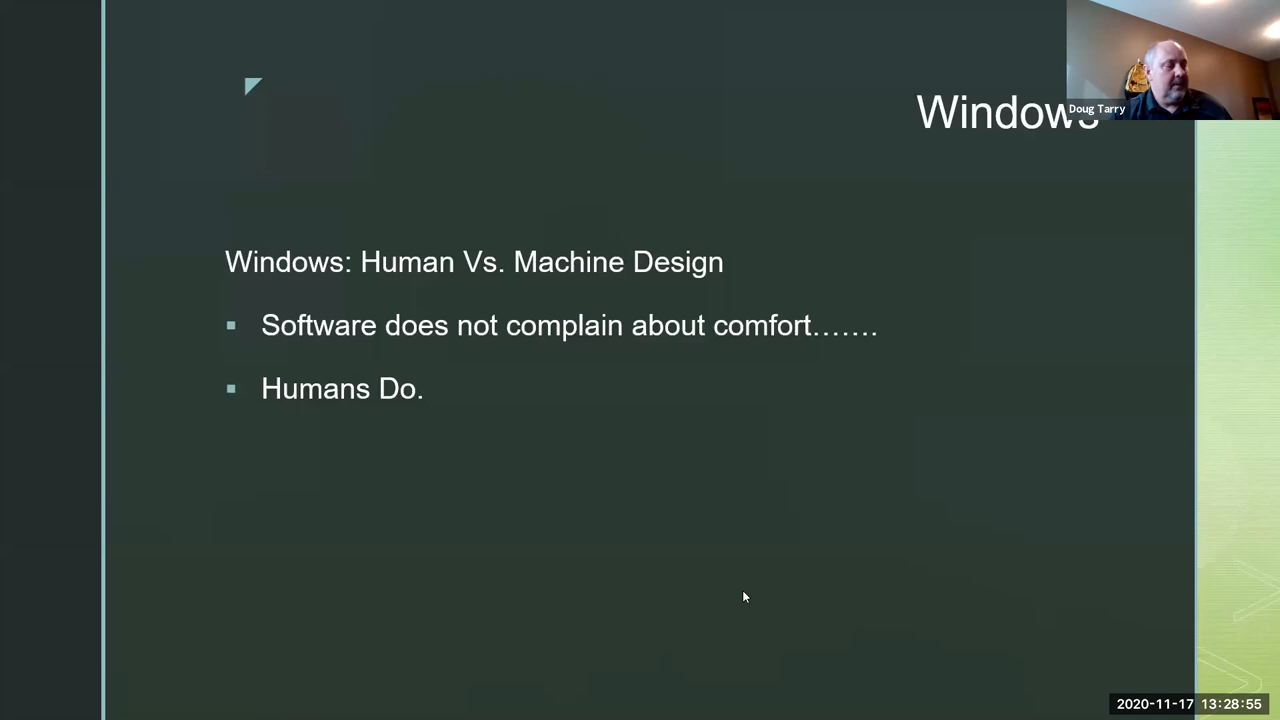 Windows
Doug Tarry
Windows: Human Vs. Machine Design
▪ Software does not complain about comfort.......
▪ Humans Do.
2020-11-17 13:28:55